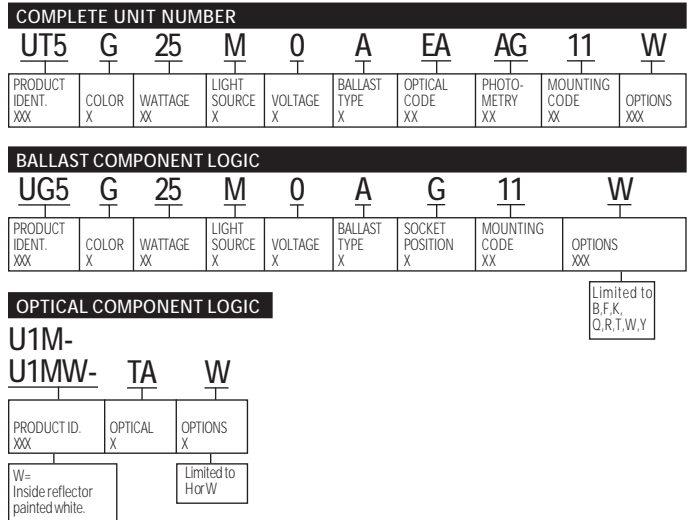 COMPLETE UNIT NUMBER
UT5 G 25 M 0 A EA AG 11 W
PRODUCT IDENT. XXX
COLOR X
WATTAGE XX
LIGHT SOURCE X
VOLTAGE X
BALLAST TYPE X
OPTICAL CODE XX
PHOTO- METRY XX
MOUNTING CODE XX
OPTIONS XXX
BALLAST COMPONENT LOGIC
UG5 G 25 M 0 A G 11 W
PRODUCT IDENT. XXX
COLOR X
WATTAGE XX
LIGHT SOURCE X
VOLTAGE X
BALLAST TYPE X
SOCKET POSITION X
MOUNTING CODE XX
OPTIONS XXX
Limited to
B,F,K,
Q,R,T,W,Y
OPTICAL COMPONENT LOGIC
U1M-
U1MW- TA W
PRODUCT ID. XXX
OPTICAL X
OPTIONS X
W=
Inside reflector
painted white.
Limited to
H or W